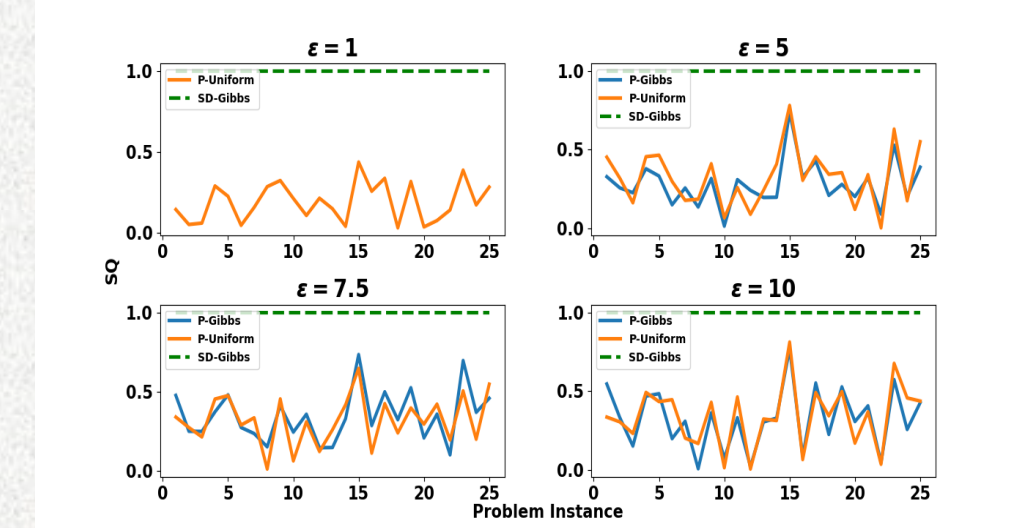 ε = 1
1.0
0.5
0.0
P-Uniform
SD-Gibbs
0 5 10 15 20 25
ε = 5
1.0
0.5
0.0
P-Gibbs
P-Uniform
SD-Gibbs
0 5 10 15 20 25
SQ
ε = 7.5
1.0
0.5
0.0
P-Gibbs
P-Uniform
SD-Gibbs
0 5 10 15 20 25
ε = 10
1.0
0.5
0.0
P-Gibbs
P-Uniform
SD-Gibbs
0 5 10 15 20 25
Problem Instance